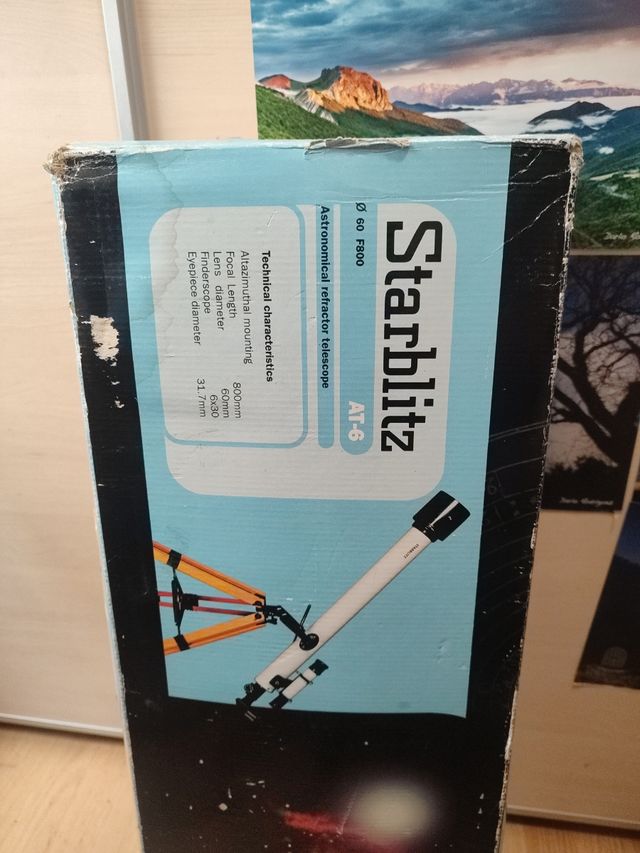 Starblitz
Ø 60 F800 AT-6
Astronomical refractor telescope
Technical characteristics
Altazimuthal mounting
Focal Length 800mm
Lens diameter 60mm
Finderscope 6x30
Eyepiece diameter 31.7mm
STARBLITZ